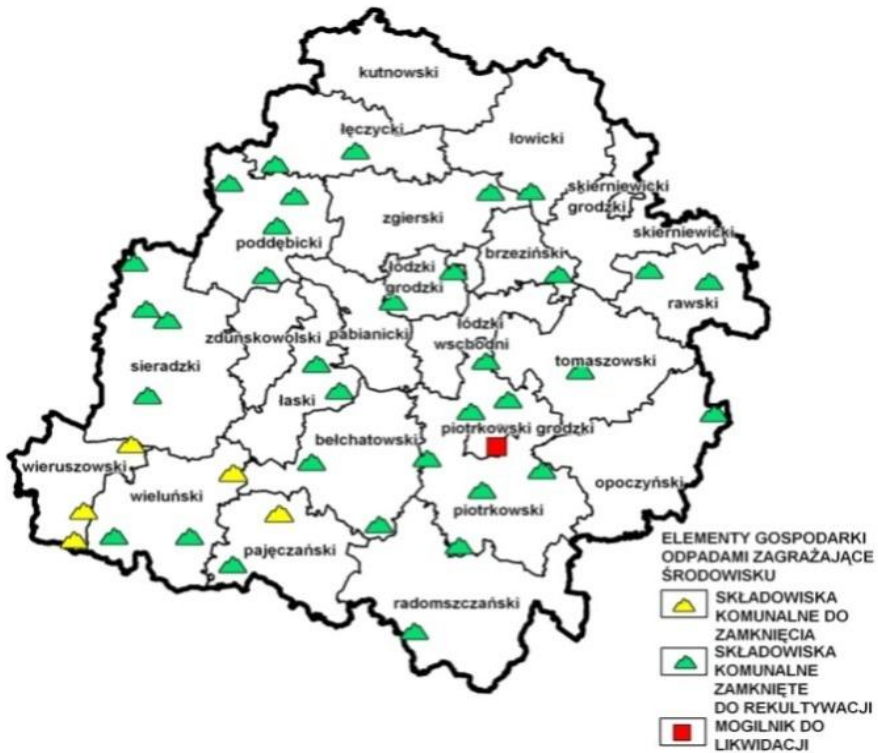 kutnowski
łęczycki
łowicki
skierniewicki
grodzki
zgierski
skierniewicki
poddębicki
brzeziński
łódzki
grodzki
rawski
zduńskowolski
pabianicki
łódzki
wschodni
tomaszowski
sieradzki
łaski
piotrkowski grodzki
bełchatowski
wieruszowski
wieluński
opoczyński
piotrkowski
pajęczański
radomszczański
ELEMENTY GOSPODARKI
ODPADAMI ZAGRAŻAJĄCE
ŚRODOWISKU
SKŁADOWISKA
KOMUNALNE DO
ZAMKNIĘCIA
SKŁADOWISKA
KOMUNALNE
ZAMKNIĘTE
DO REKULTYWACJI
MOGILNIK DO
LIKWIDACJI